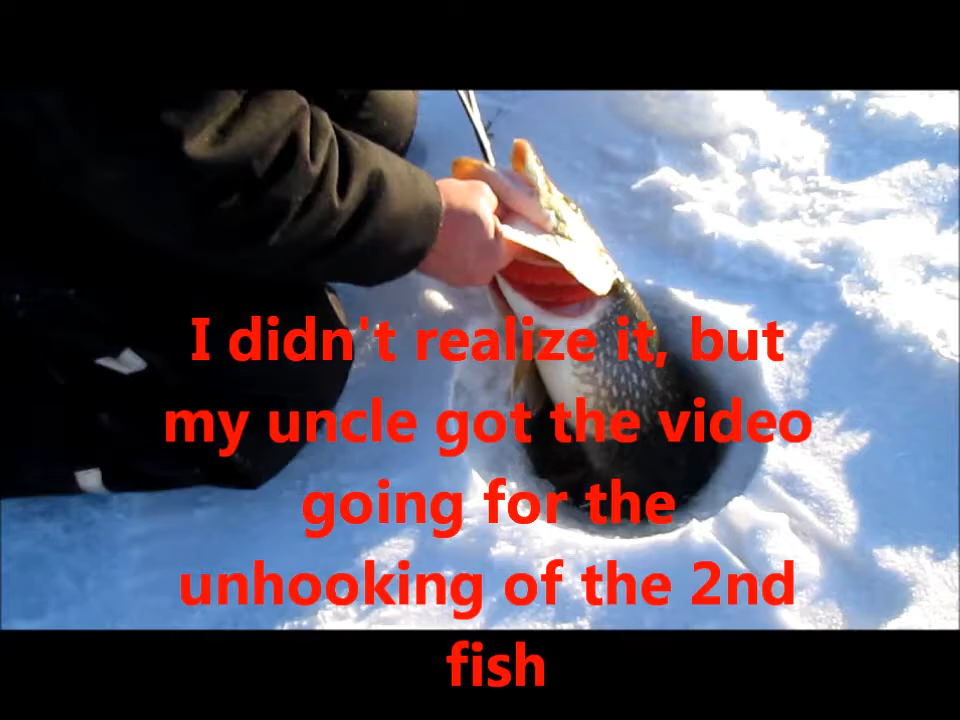 I didn't realize it, but
my uncle got the video
going for the
unhooking of the 2nd
fish